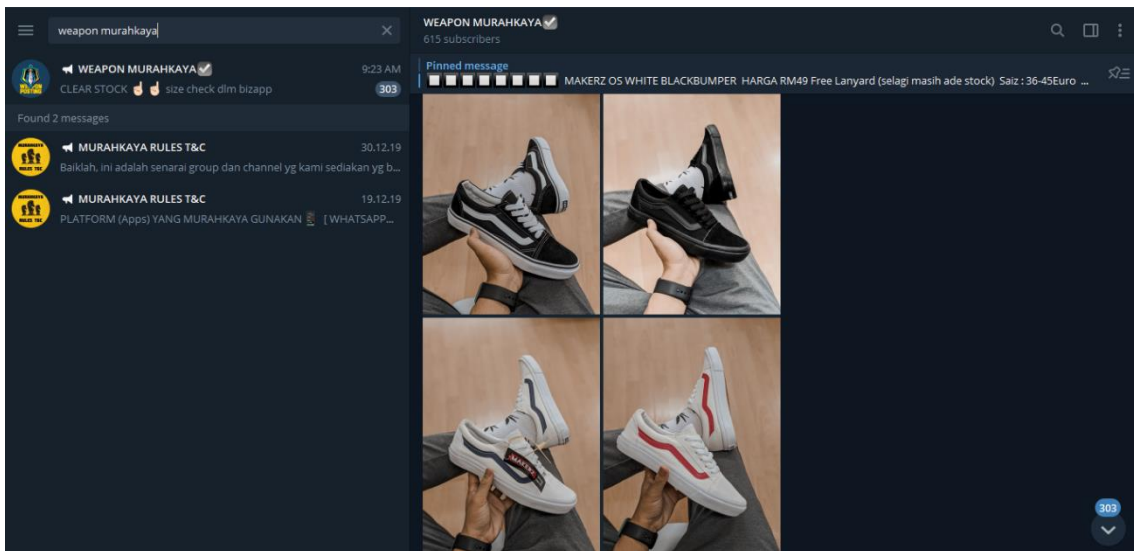 weapon murahkaya
WEAPON MURAHKAYA
9:23 AM
CLEAR STOCK ☝🏻 ☝🏻 size check dlm bizapp
303
Found 2 messages
MURAHKAYA RULES T&C
30.12.19
Baiklah, ini adalah senarai group dan channel yg kami sediakan yg b...
MURAHKAYA RULES T&C
19.12.19
PLATFORM (Apps) YANG MURAHKAYA GUNAKAN [ WHATSAPP...
WEAPON MURAHKAYA
615 subscribers
Pinned message
MAKERZ OS WHITE BLACKBUMPER HARGA RM49 Free Lanyard (selagi masih ade stock) Saiz : 36-45Euro ...
MAKERZ
303